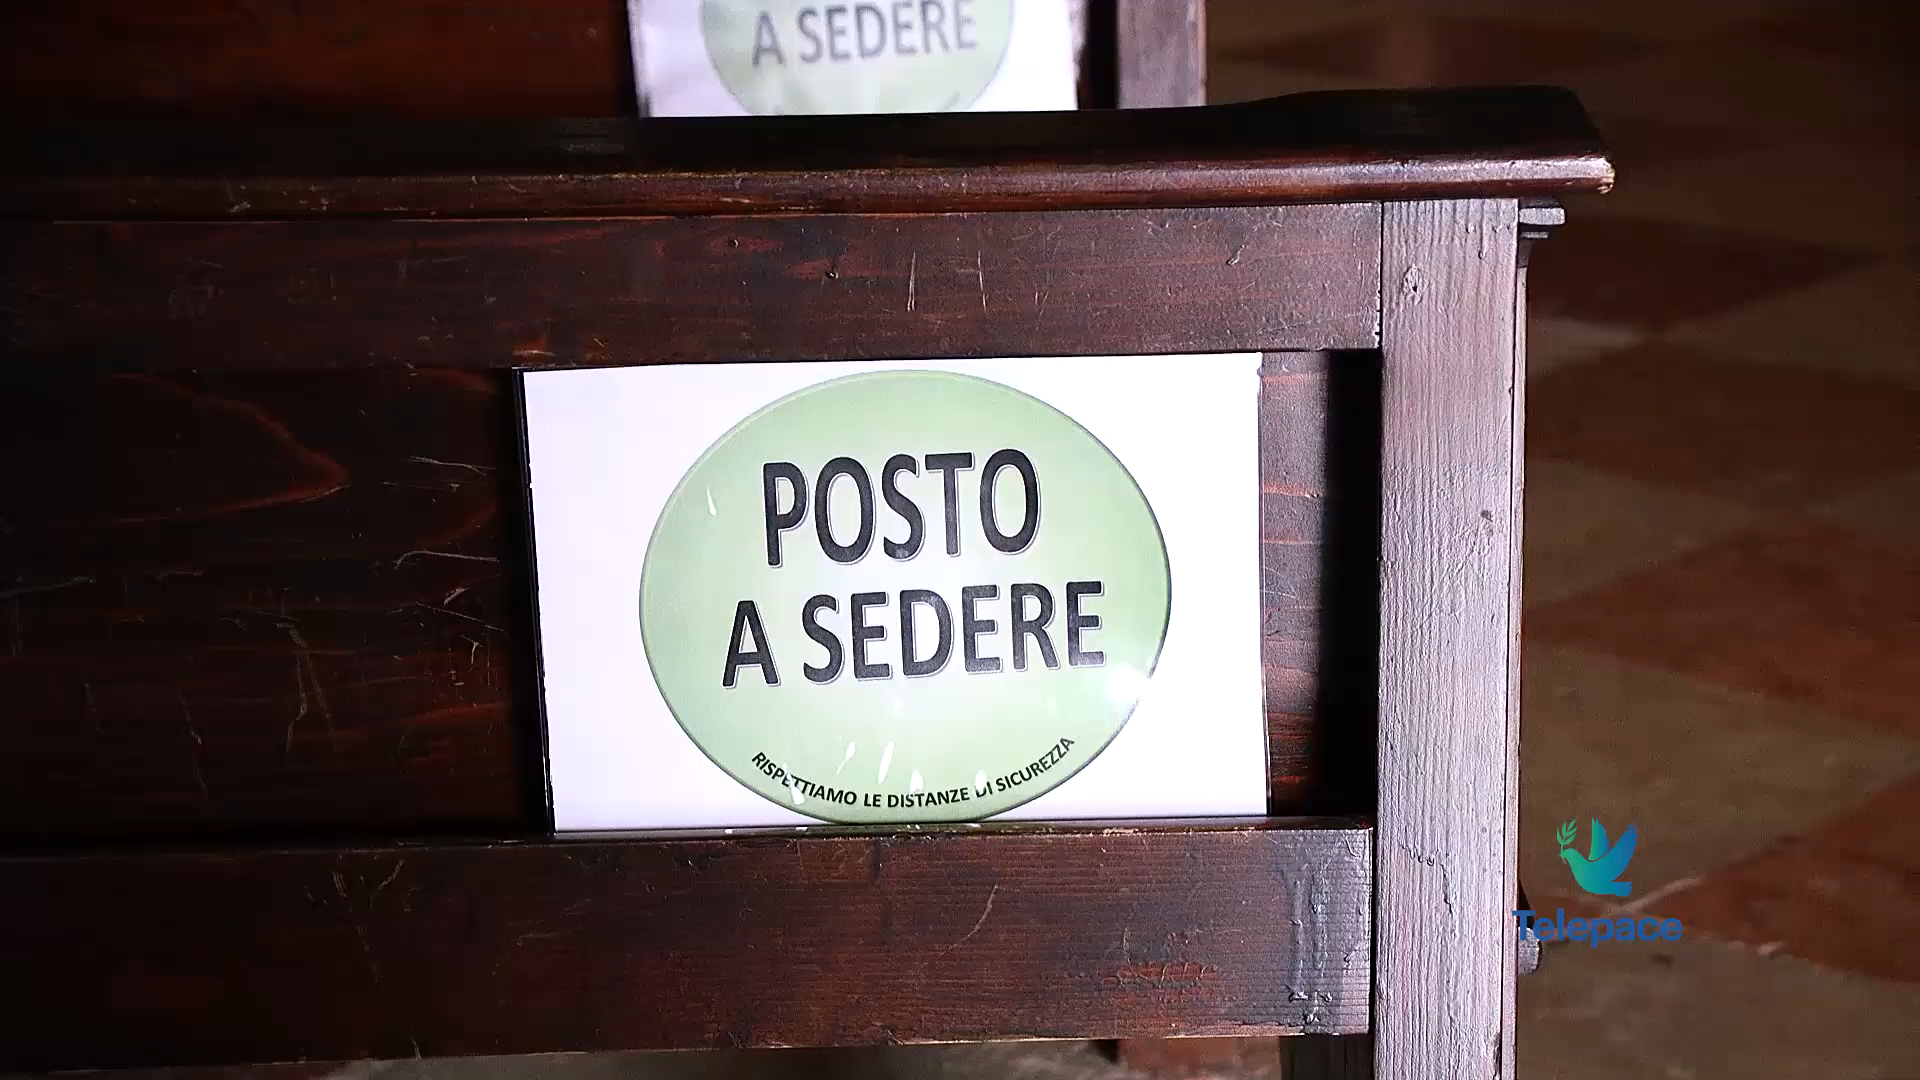 A SEDERE
POSTO
A SEDERE
RISPETTIAMO LE DISTANZE DI SICUREZZA
Telepace